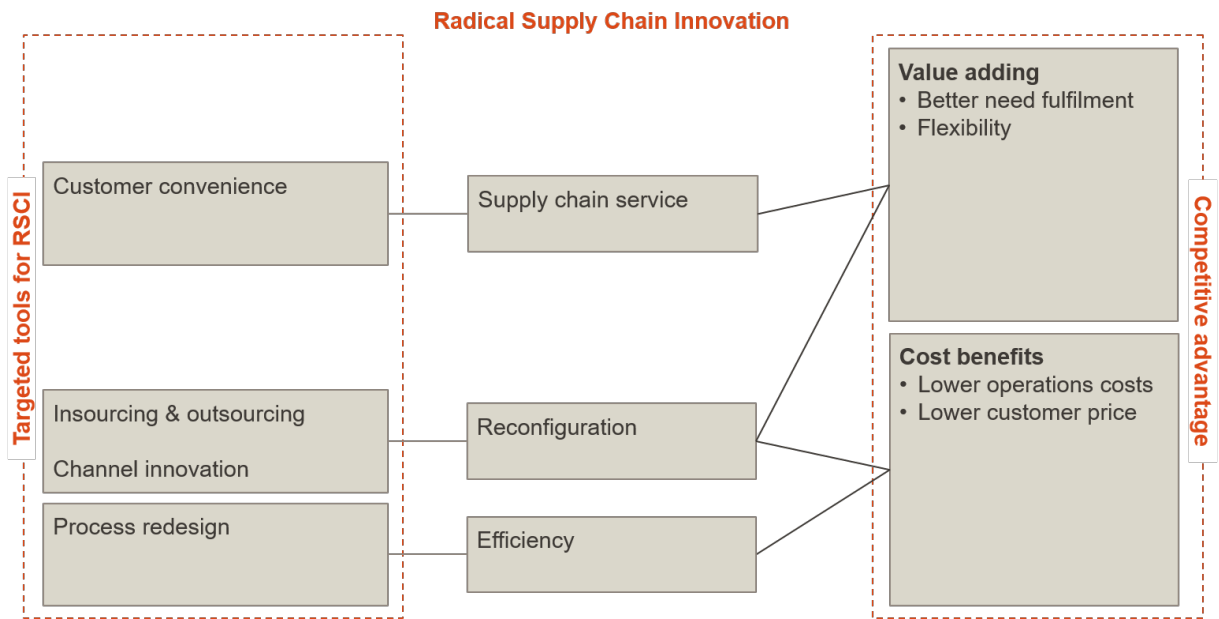 Radical Supply Chain Innovation
Targeted tools for RSCI
Customer convenience
Insourcing & outsourcing
Channel innovation
Process redesign
Supply chain service
Reconfiguration
Efficiency
Value adding
• Better need fulfilment
• Flexibility
Cost benefits
• Lower operations costs
• Lower customer price
Competitive advantage